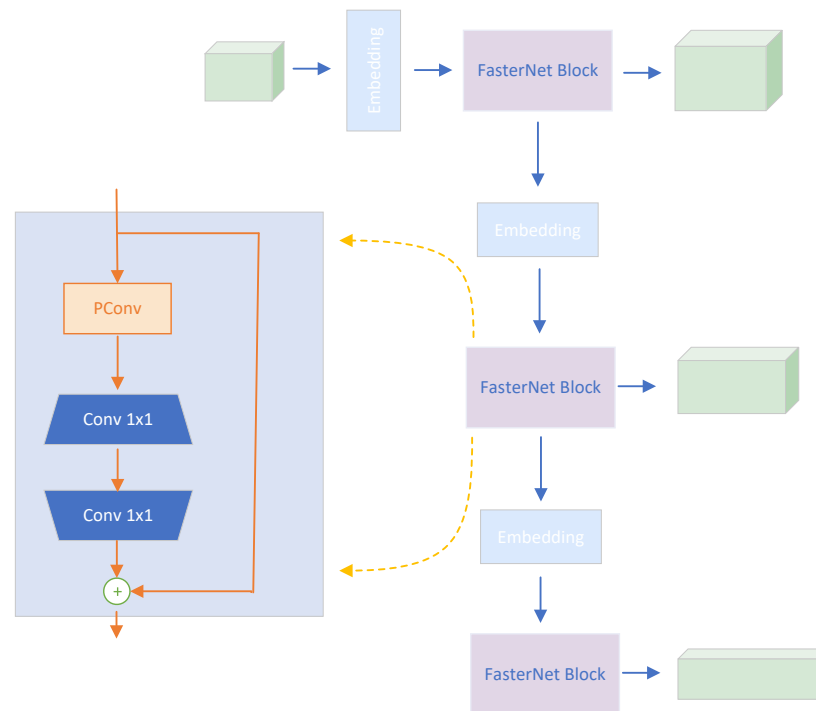 Embedding
FasterNet Block
Embedding
PConv
FasterNet Block
Conv 1x1
Conv 1x1
Embedding
+
FasterNet Block